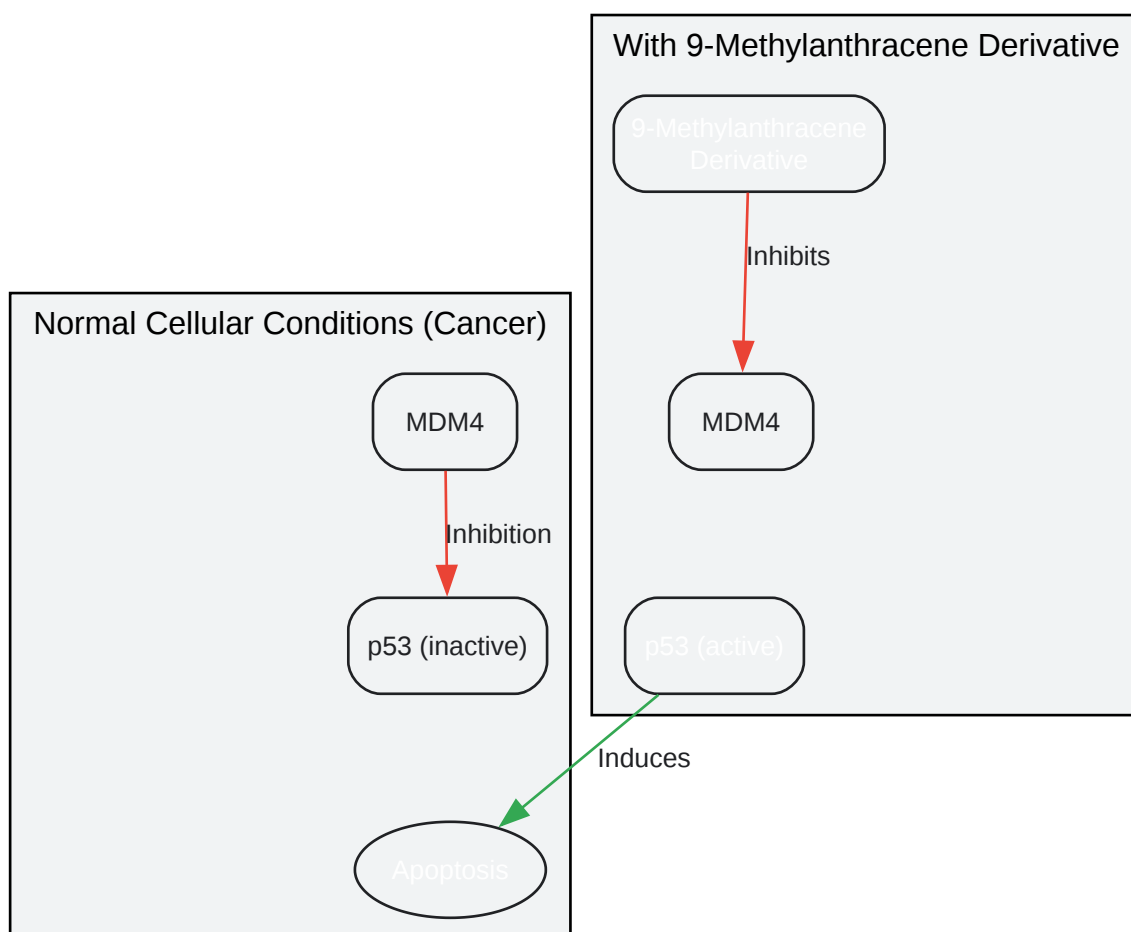 With 9-Methylanthracene Derivative
9-Methylanthracene
Derivative
Inhibits
Normal Cellular Conditions (Cancer)
MDM4
MDM4
Inhibition
p53 (inactive)
p53 (active)
Induces
Apoptosis